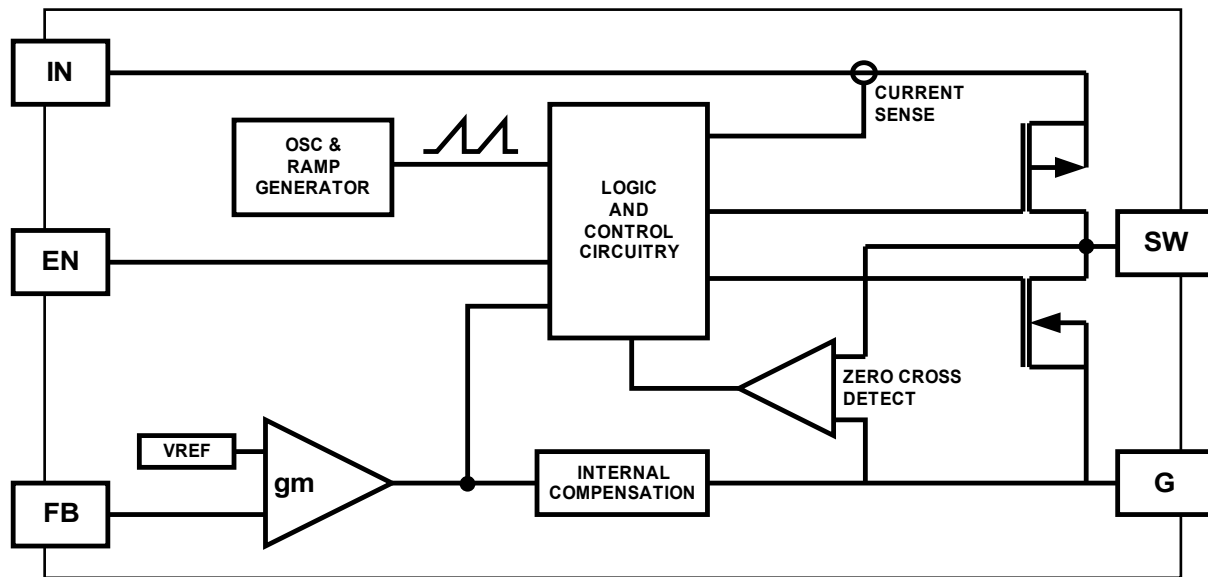 IN
CURRENT
SENSE
OSC &
RAMP
GENERATOR
LOGIC
AND
CONTROL
CIRCUITRY
EN
SW
ZERO CROSS
DETECT
VREF
gm
INTERNAL
COMPENSATION
FB
G